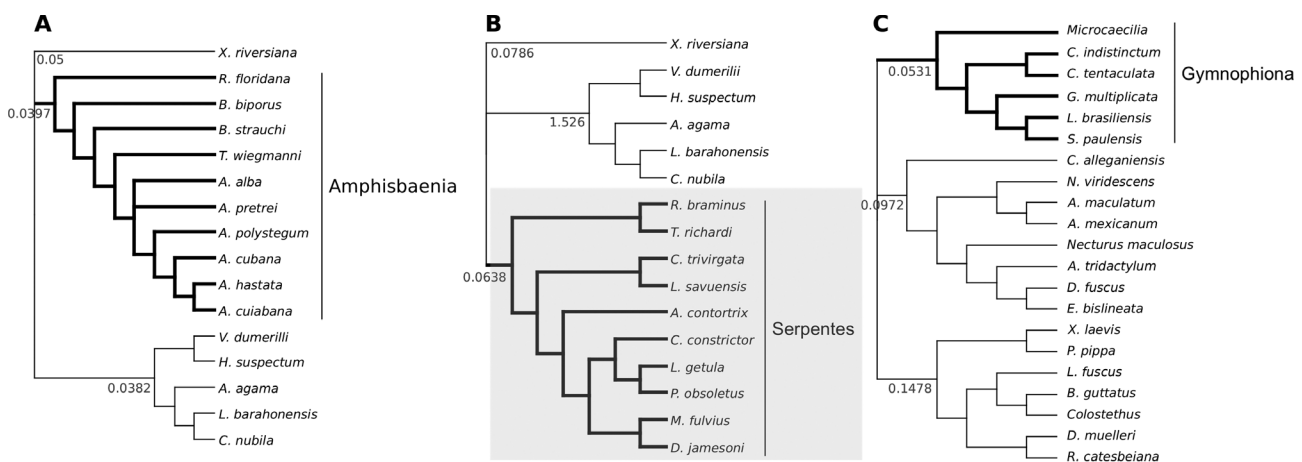 A
0.05
X. riversiana
R. floridana
0.0397
B. biporus
B. strauchi
T. wiegmanni
A. alba
Amphisbaenia
A. pretrei
A. polystegum
A. cubana
A. hastata
A. cuiabana
V. dumerilli
H. suspectum
0.0382
A. agama
L. barahonensis
C. nubila
B
X. riversiana
0.0786
V. dumerilii
H. suspectum
1.526
A. agama
L. barahonensis
C. nubila
R. braminus
T. richardi
0.0638
C. trivirgata
L. savuensis
A. contortrix
Serpentes
C. constrictor
L. getula
P. obsoletus
M. fulvius
D. jamesoni
C
Microcaecilia
C. indistinctum
0.0531
C. tentaculata
Gymnophiona
G. multiplicata
L. brasiliensis
S. paulensis
C. alleganiensis
N. viridescens
0.0972
A. maculatum
A. mexicanum
Necturus maculosus
A. tridactylum
D. fuscus
E. bislineata
X. laevis
P. pippa
L. fuscus
0.1478
B. guttatus
Colostethus
D. muelleri
R. catesbeiana